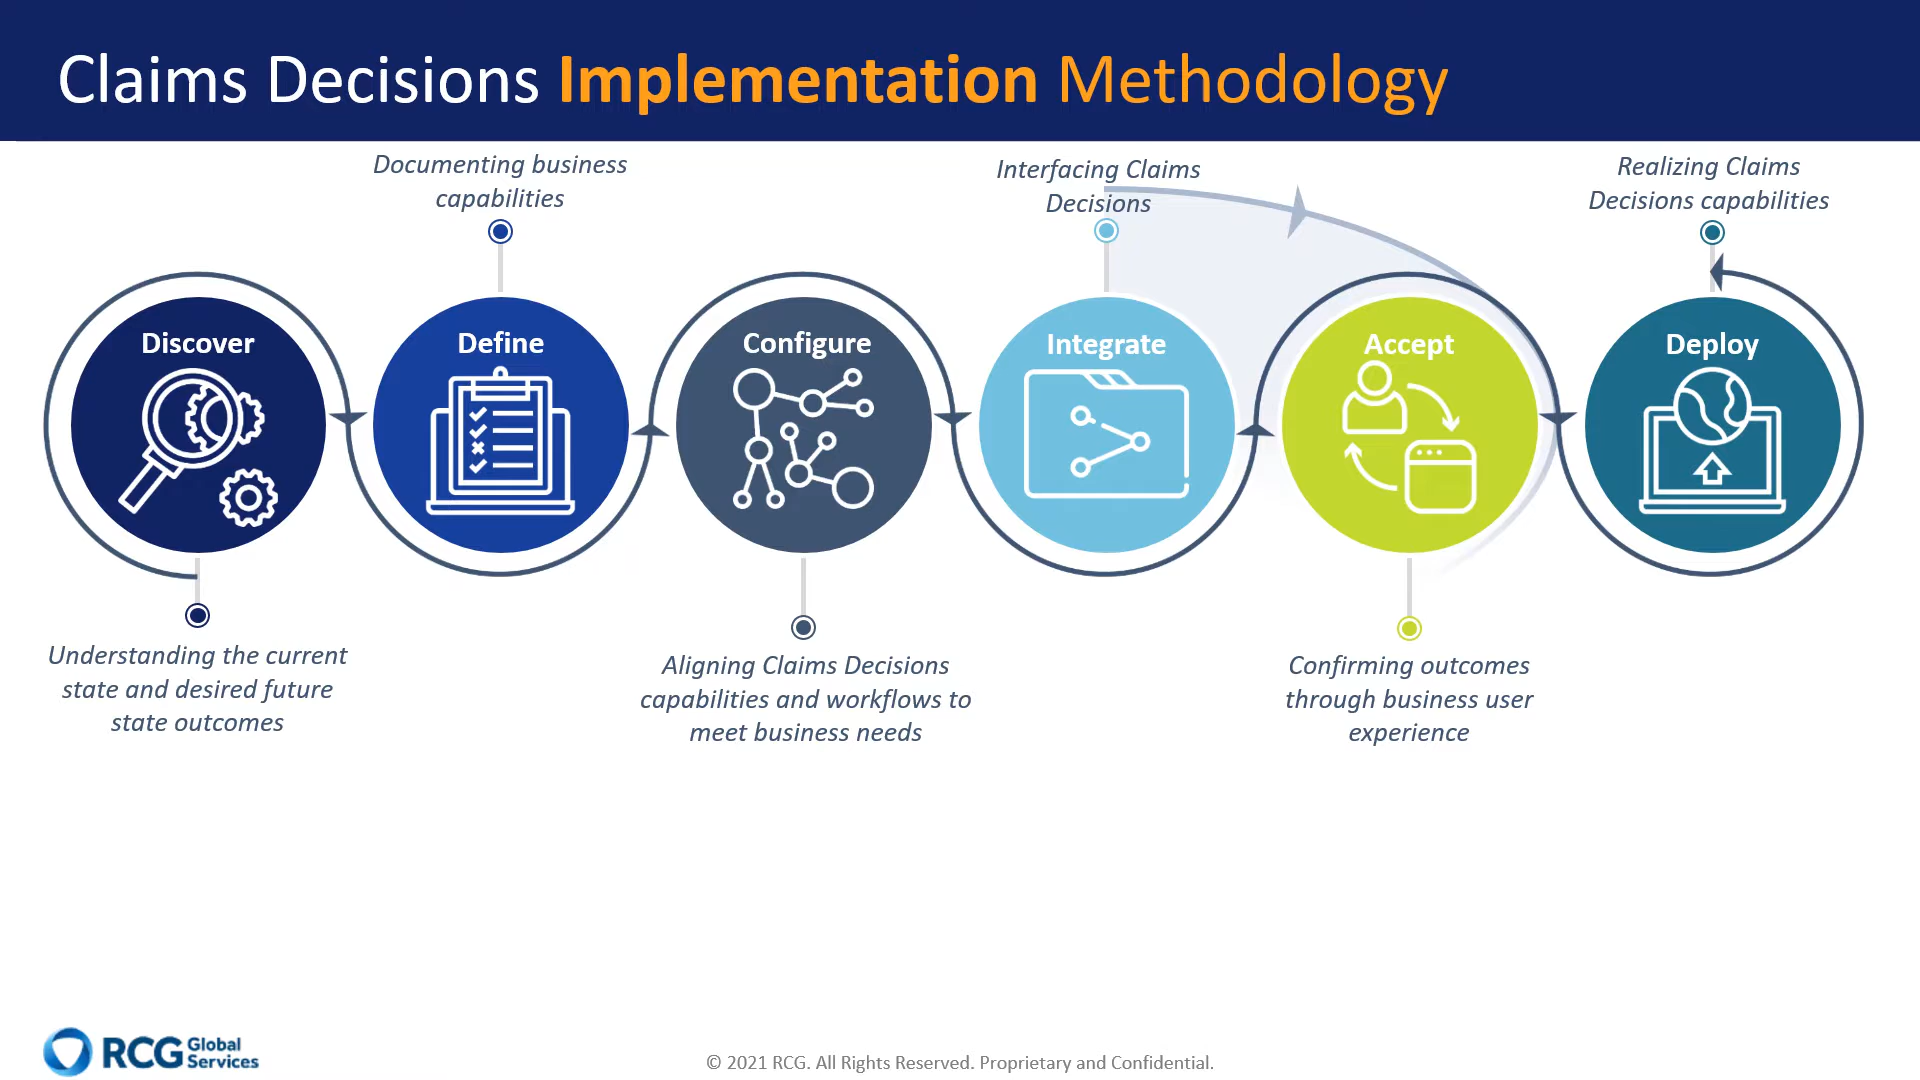 Claims Decisions Implementation Methodology
Documenting business
capabilities
Interfacing Claims
Decisions
Realizing Claims
Decisions capabilities
Discover
Define
Configure
Integrate
Accept
Deploy
Understanding the current
state and desired future
state outcomes
Aligning Claims Decisions
capabilities and workflows to
meet business needs
Confirming outcomes
through business user
experience
RCG Global
Services
© 2021 RCG. All Rights Reserved. Proprietary and Confidential.